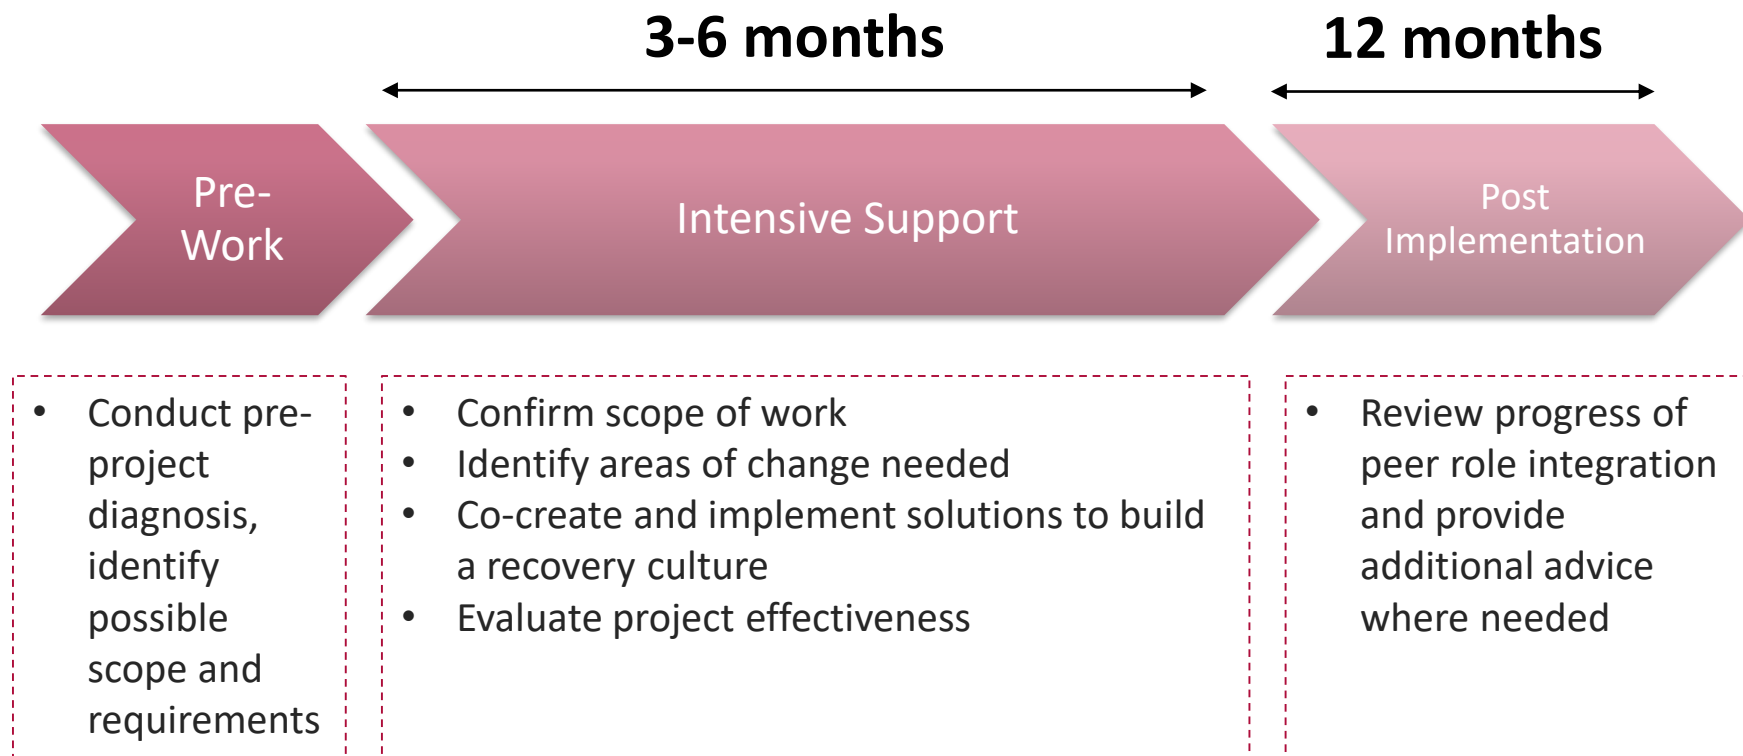 3-6 months
12 months
Pre-
Work
Intensive Support
Post
Implementation
• Conduct pre-
project
diagnosis,
identify
possible
scope and
requirements
• Confirm scope of work
• Identify areas of change needed
• Co-create and implement solutions to build
a recovery culture
• Evaluate project effectiveness
• Review progress of
peer role integration
and provide
additional advice
where needed